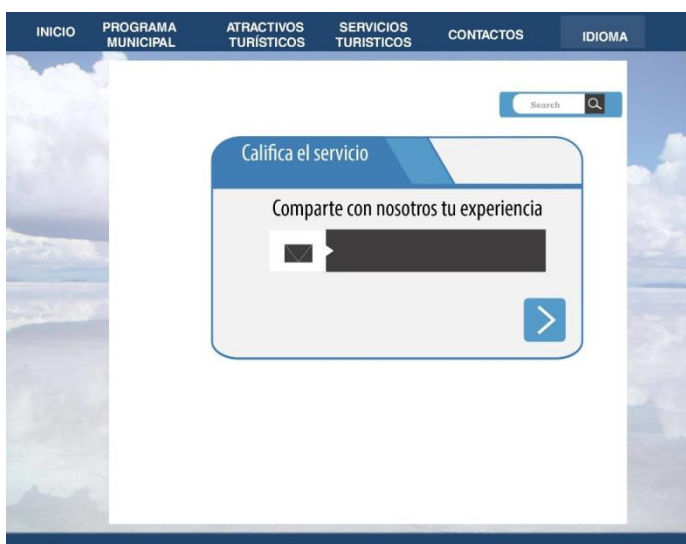 INICIO
PROGRAMA
MUNICIPAL
ATRACTIVOS
TURÍSTICOS
SERVICIOS
TURISTICOS
CONTACTOS
IDIOMA
Search
Califica el servicio
Comparte con nosotros tu experiencia